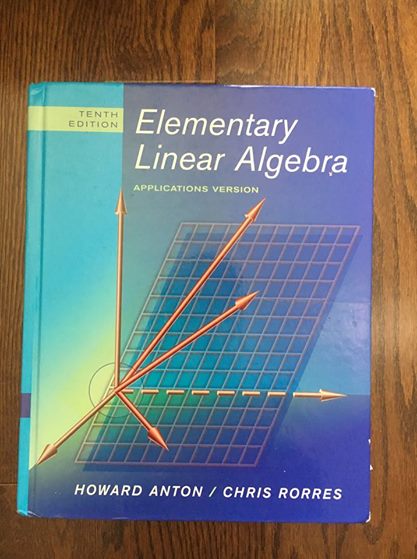 TENTH
EDITION
Elementary
Linear Algebra
APPLICATIONS VERSION
HOWARD ANTON / CHRIS RORRES